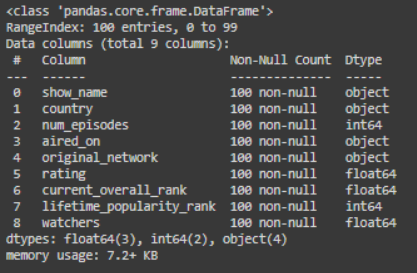 <class 'pandas.core.frame.DataFrame'>
RangeIndex: 100 entries, 0 to 99
Data columns (total 9 columns):
 #   Column                    Non-Null Count  Dtype
---  ------                    --------------  -----
 0   show_name                 100 non-null    object
 1   country                   100 non-null    object
 2   num_episodes              100 non-null    int64
 3   aired_on                  100 non-null    object
 4   original_network          100 non-null    object
 5   rating                    100 non-null    float64
 6   current_overall_rank      100 non-null    float64
 7   lifetime_popularity_rank  100 non-null    int64
 8   watchers                  100 non-null    float64
dtypes: float64(3), int64(2), object(4)
memory usage: 7.2+ KB